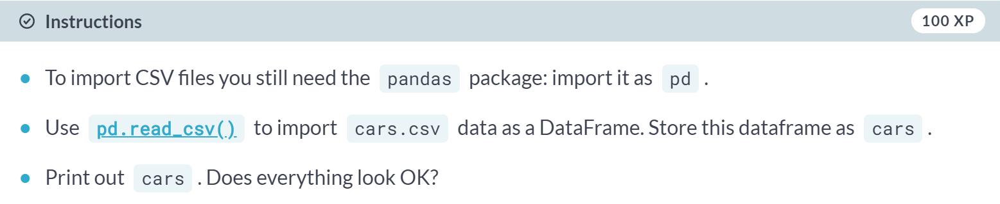 Instructions 100 XP
To import CSV files you still need the pandas package: import it as pd .
Use pd.read_csv() to import cars.csv data as a DataFrame. Store this dataframe as cars .
Print out cars . Does everything look OK?